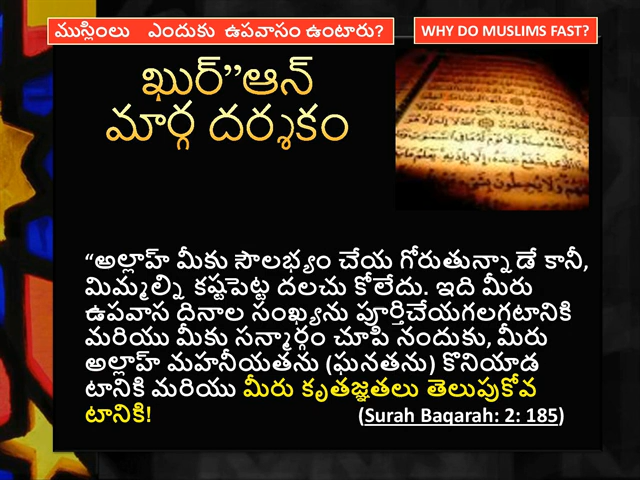 ముస్లింలు ఎందుకు ఉపవాసం ఉంటారు?
WHY DO MUSLIMS FAST?
ఖుర్”ఆన్
మార్గ దర్శకం
“అల్లాహ్ మీకు సౌలభ్యం చేయ గోరుతున్నా డే కానీ,
మిమ్మల్ని కష్టపెట్ట దలచు కోలేదు. ఇది మీరు
ఉపవాస దినాల సంఖ్యను పూర్తిచేయగలగటానికి
మరియు మీకు సన్మార్గం చూపి నందుకు, మీరు
అల్లాహ్ మహనీయతను (ఘనతను) కొనియాడ
టానికి మరియు మీరు కృతజ్ఞతలు తెలుపుకోవ
టానికి! (Surah Baqarah: 2: 185)